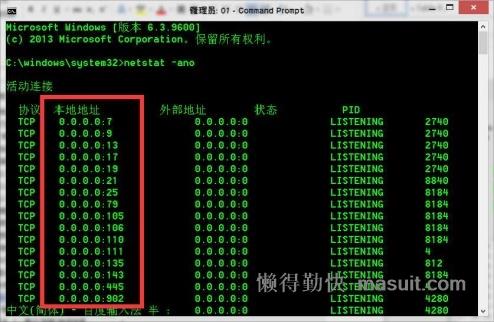 管理员: 01 - Command Prompt
Microsoft Windows [版本 6.3.9600]
(c) 2013 Microsoft Corporation. 保留所有权利。
C:\windows\system32>netstat -ano
活动连接
协议 本地地址 外部地址 状态 PID
TCP 0.0.0.0:7 0.0.0.0:0 LISTENING 2740
TCP 0.0.0.0:9 0.0.0.0:0 LISTENING 2740
TCP 0.0.0.0:13 0.0.0.0:0 LISTENING 2740
TCP 0.0.0.0:17 0.0.0.0:0 LISTENING 2740
TCP 0.0.0.0:19 0.0.0.0:0 LISTENING 2740
TCP 0.0.0.0:21 0.0.0.0:0 LISTENING 8840
TCP 0.0.0.0:25 0.0.0.0:0 LISTENING 8184
TCP 0.0.0.0:79 0.0.0.0:0 LISTENING 8184
TCP 0.0.0.0:105 0.0.0.0:0 LISTENING 8184
TCP 0.0.0.0:106 0.0.0.0:0 LISTENING 8184
TCP 0.0.0.0:110 0.0.0.0:0 LISTENING 8184
TCP 0.0.0.0:111 0.0.0.0:0 LISTENING 4
TCP 0.0.0.0:135 0.0.0.0:0 LISTENING 812
TCP 0.0.0.0:143 0.0.0.0:0 LISTENING 8184
TCP 0.0.0.0:445 0.0.0.0:0 LISTENING 4
TCP 0.0.0.0:902 0.0.0.0:0 LISTENING 4280
中文(简体) - 百度输入法 半 : 0.0.0.0:0 LISTENING 4280
懒得勤快 masuit.com